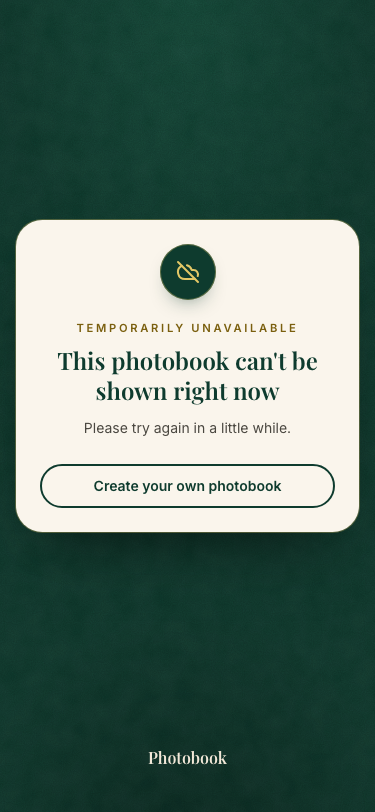 TEMPORARILY UNAVAILABLE
This photobook can't be
shown right now
Please try again in a little while.
Create your own photobook
Photobook